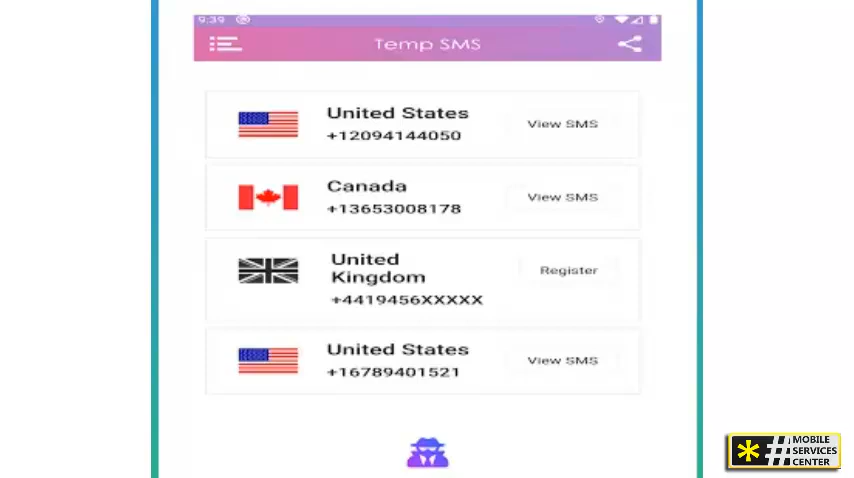 9:39
Temp SMS
United States
+12094144050
View SMS
Canada
+13653008178
View SMS
United
Kingdom
+4419456XXXXX
Register
United States
+16789401521
View SMS
*# MOBILE
SERVICES
CENTER